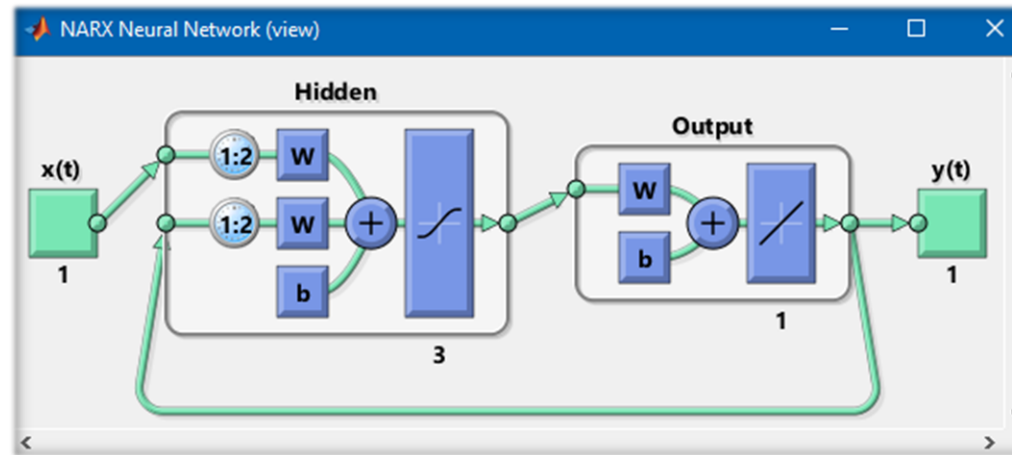 NARX Neural Network (view)
Hidden
Output
x(t)
1:2
W
1:2
W
b
W
b
y(t)
1
3
1
1